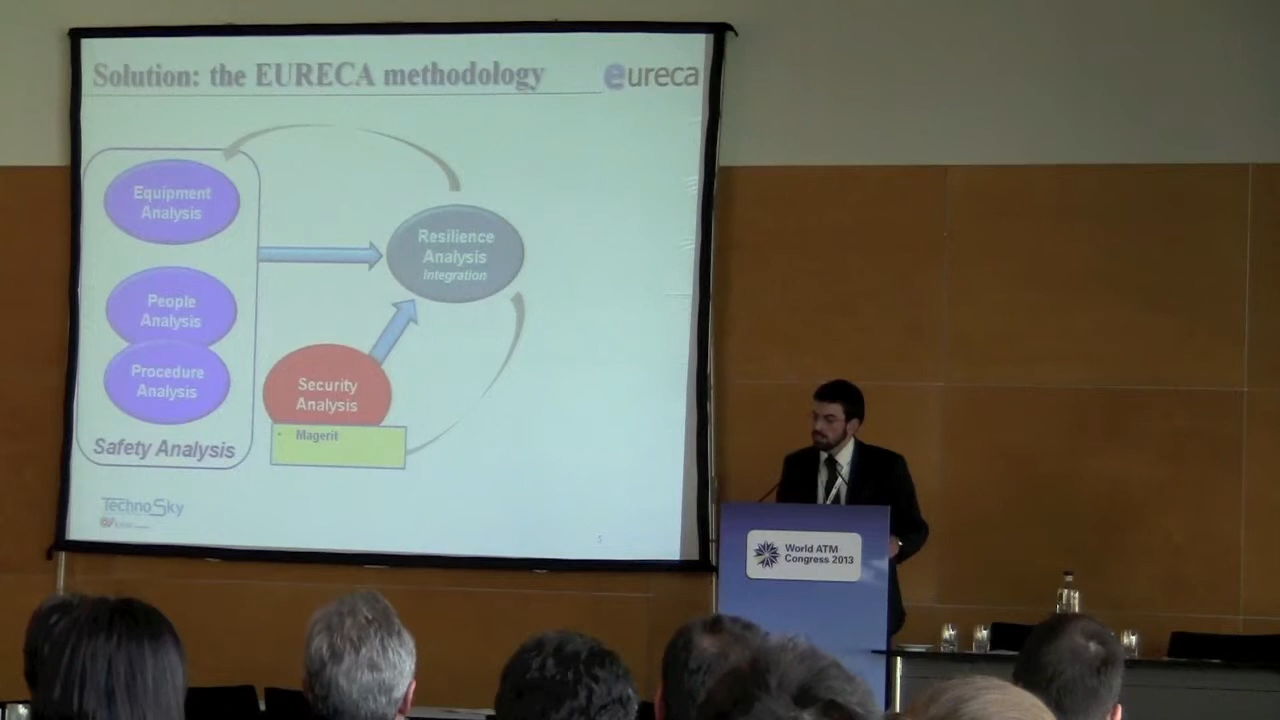 Solution: the EURECA methodology
eureca
Equipment
Analysis
Resilience
Analysis
Integration
People
Analysis
Procedure
Analysis
Security
Analysis
Magerit
Safety Analysis
TechnoSky
5
World ATM
Congress 2013